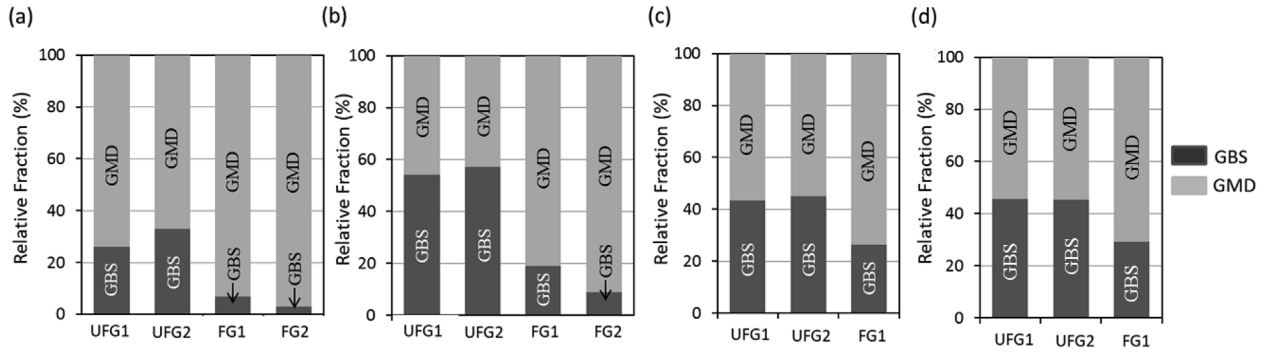 (a)
Relative Fraction (%)
100
80
60
40
20
0
GMD
GMD
GMD
GMD
GBS
GBS
GBS
GBS
UFG1 UFG2 FG1 FG2
(b)
Relative Fraction (%)
100
80
60
40
20
0
GMD
GMD
GMD
GMD
GBS
GBS
GBS
GBS
UFG1 UFG2 FG1 FG2
(c)
Relative Fraction (%)
100
80
60
40
20
0
GMD
GMD
GMD
GBS
GBS
GBS
UFG1 UFG2 FG1
(d)
Relative Fraction (%)
100
80
60
40
20
0
GMD
GMD
GMD
GBS
GBS
GBS
UFG1 UFG2 FG1
GBS
GMD